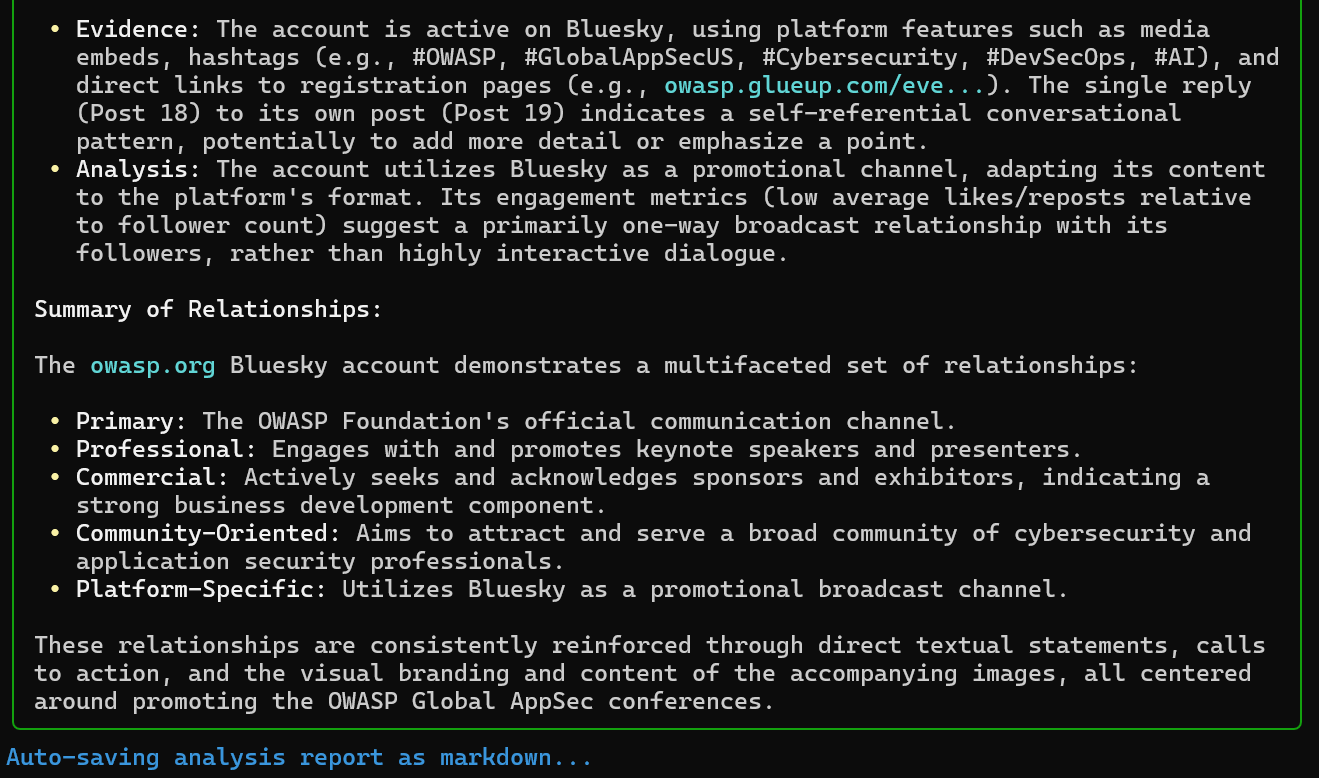 • Evidence: The account is active on Bluesky, using platform features such as media
embeds, hashtags (e.g., #OWASP, #GlobalAppSecUS, #Cybersecurity, #DevSecOps, #AI), and
direct links to registration pages (e.g., owasp.glueup.com/eve...). The single reply
(Post 18) to its own post (Post 19) indicates a self-referential conversational
pattern, potentially to add more detail or emphasize a point.
• Analysis: The account utilizes Bluesky as a promotional channel, adapting its content
to the platform's format. Its engagement metrics (low average likes/reposts relative
to follower count) suggest a primarily one-way broadcast relationship with its
followers, rather than highly interactive dialogue.
Summary of Relationships:
The owasp.org Bluesky account demonstrates a multifaceted set of relationships:
• Primary: The OWASP Foundation's official communication channel.
• Professional: Engages with and promotes keynote speakers and presenters.
• Commercial: Actively seeks and acknowledges sponsors and exhibitors, indicating a
strong business development component.
• Community-Oriented: Aims to attract and serve a broad community of cybersecurity and
application security professionals.
• Platform-Specific: Utilizes Bluesky as a promotional broadcast channel.
These relationships are consistently reinforced through direct textual statements, calls
to action, and the visual branding and content of the accompanying images, all centered
around promoting the OWASP Global AppSec conferences.
Auto-saving analysis report as markdown...